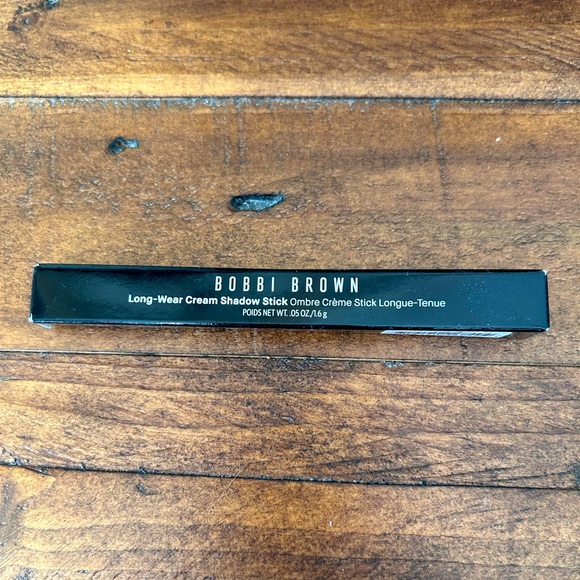 BOBBI BROWN
Long-Wear Cream Shadow Stick Ombre Crème Stick Longue-Tenue
POIDS NET WT. .05 OZ./1.6 g